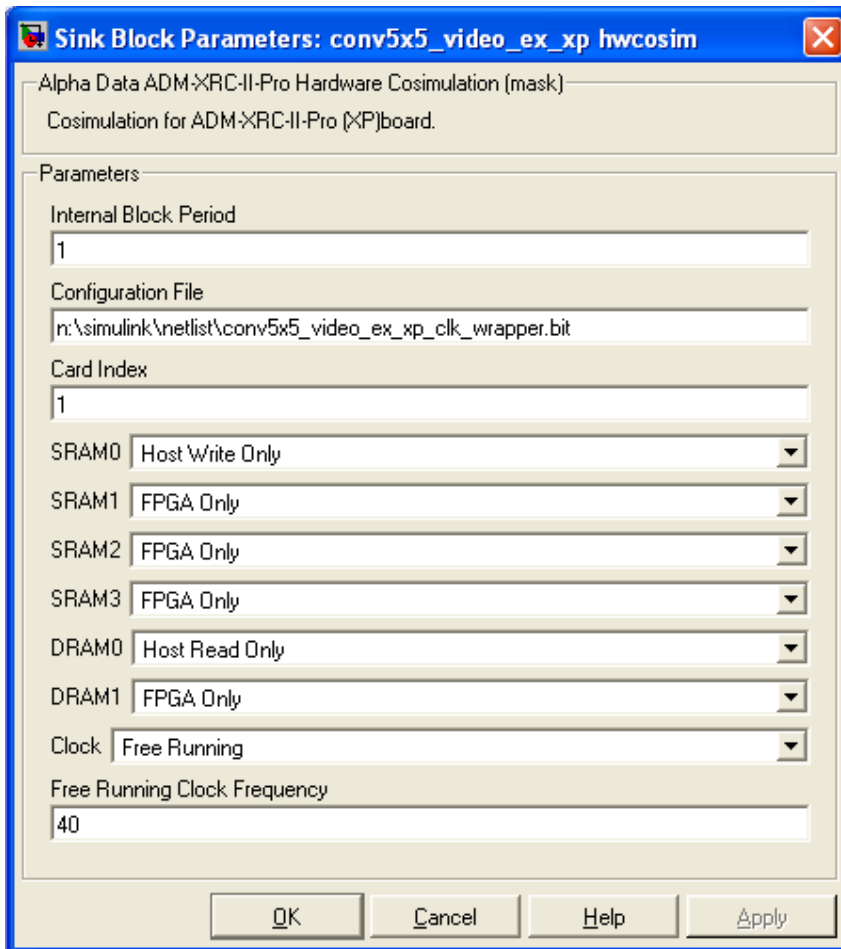 Sink Block Parameters: conv5x5_video_ex_xp hwcosim
Alpha Data ADM-XRC-II-Pro Hardware Cosimulation (mask)
Cosimulation for ADM-XRC-II-Pro (XP)board.
Parameters
Internal Block Period
1
Configuration File
n:\simulink\netlist\conv5x5_video_ex_xp_clk_wrapper.bit
Card Index
1
SRAM0 Host Write Only
SRAM1 FPGA Only
SRAM2 FPGA Only
SRAM3 FPGA Only
DRAM0 Host Read Only
DRAM1 FPGA Only
Clock Free Running
Free Running Clock Frequency
40
OK Cancel Help Apply